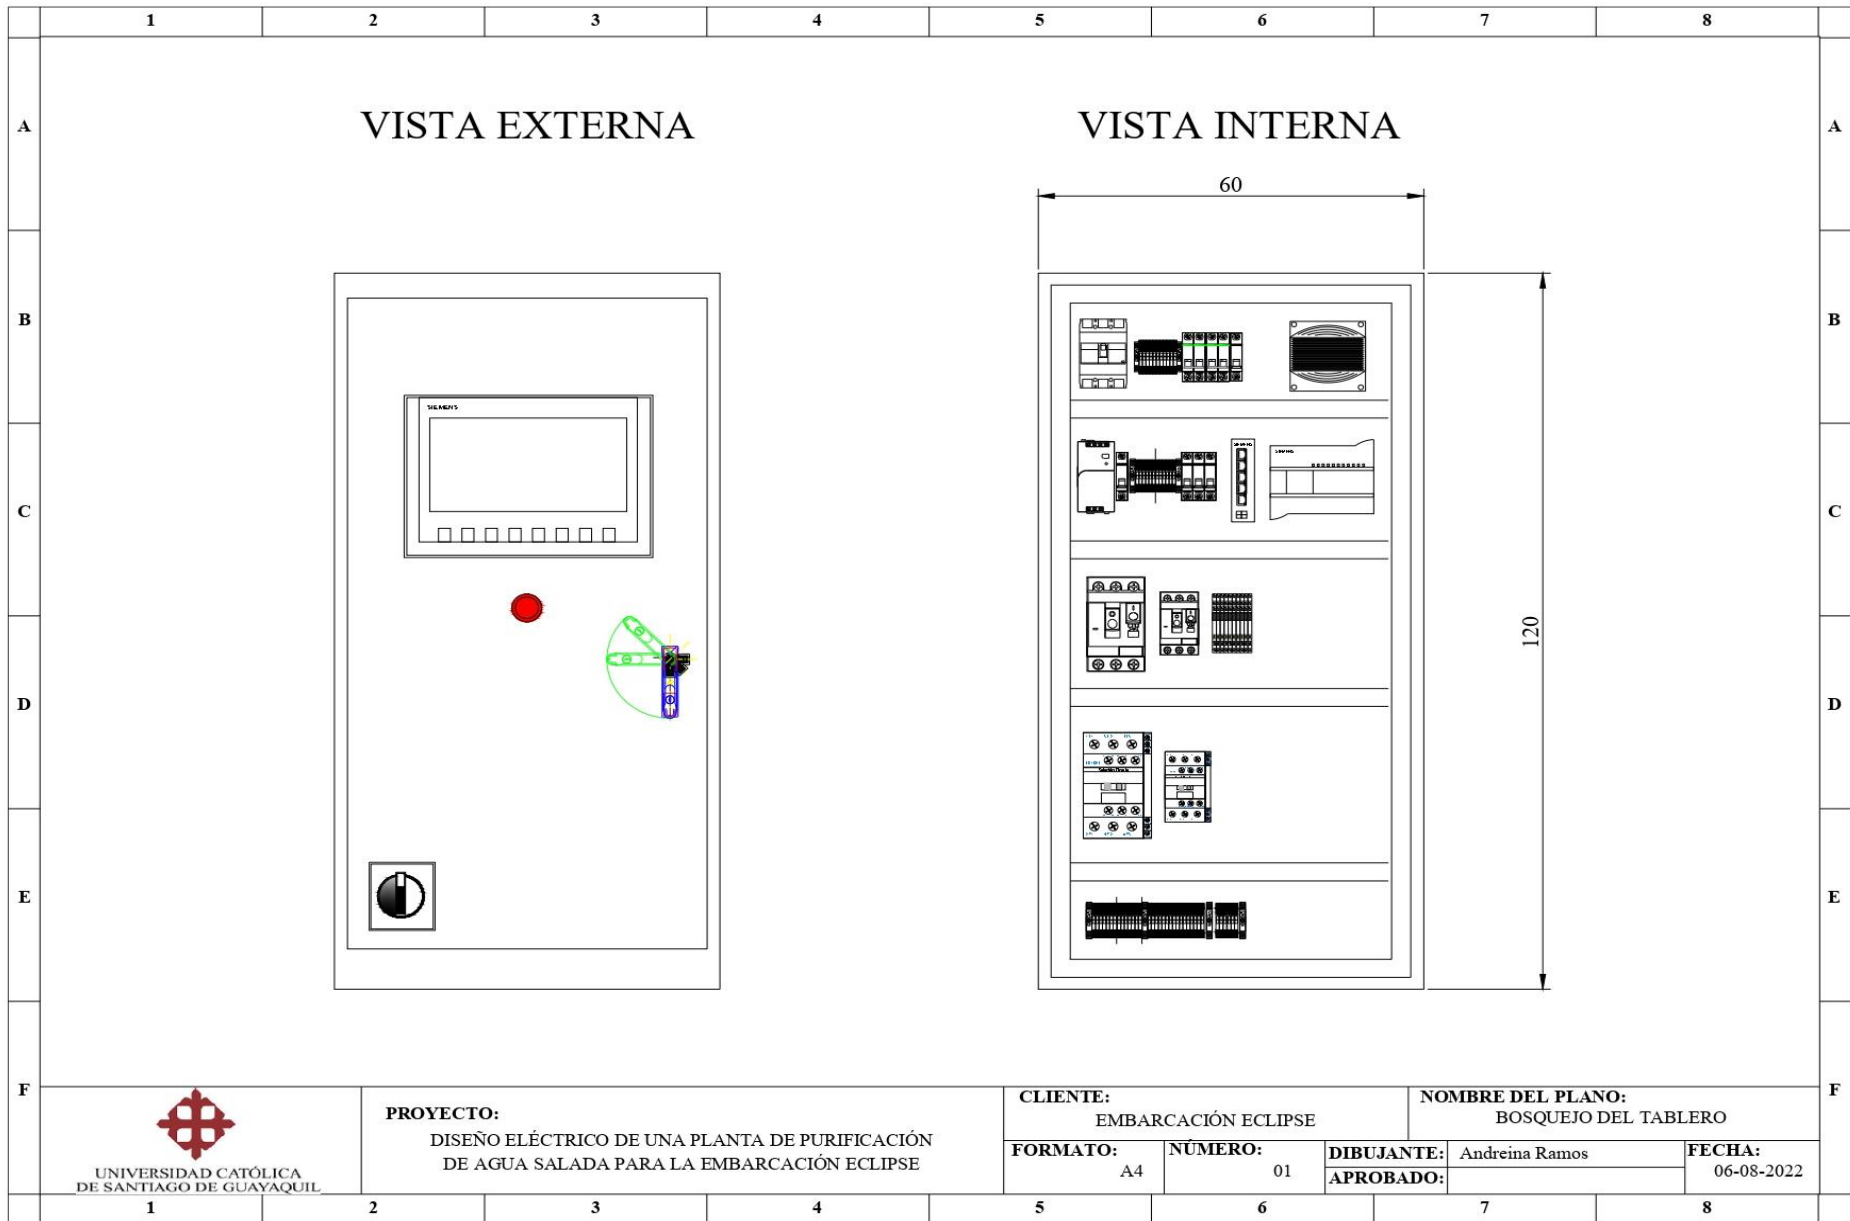 1 2 3 4 5 6 7 8
A A
VISTA EXTERNA
VISTA INTERNA
60
B B
SIEMENS
SIEMENS
SIEMENS
C C
120
D D
E E
F F
UNIVERSIDAD CATÓLICA
DE SANTIAGO DE GUAYAQUIL
PROYECTO:
DISEÑO ELÉCTRICO DE UNA PLANTA DE PURIFICACIÓN
DE AGUA SALADA PARA LA EMBARCACIÓN ECLIPSE
CLIENTE:
EMBARCACIÓN ECLIPSE
NOMBRE DEL PLANO:
BOSQUEJO DEL TABLERO
FORMATO:
A4
NÚMERO:
01
DIBUJANTE: Andreina Ramos
APROBADO:
FECHA:
06-08-2022
1 2 3 4 5 6 7 8